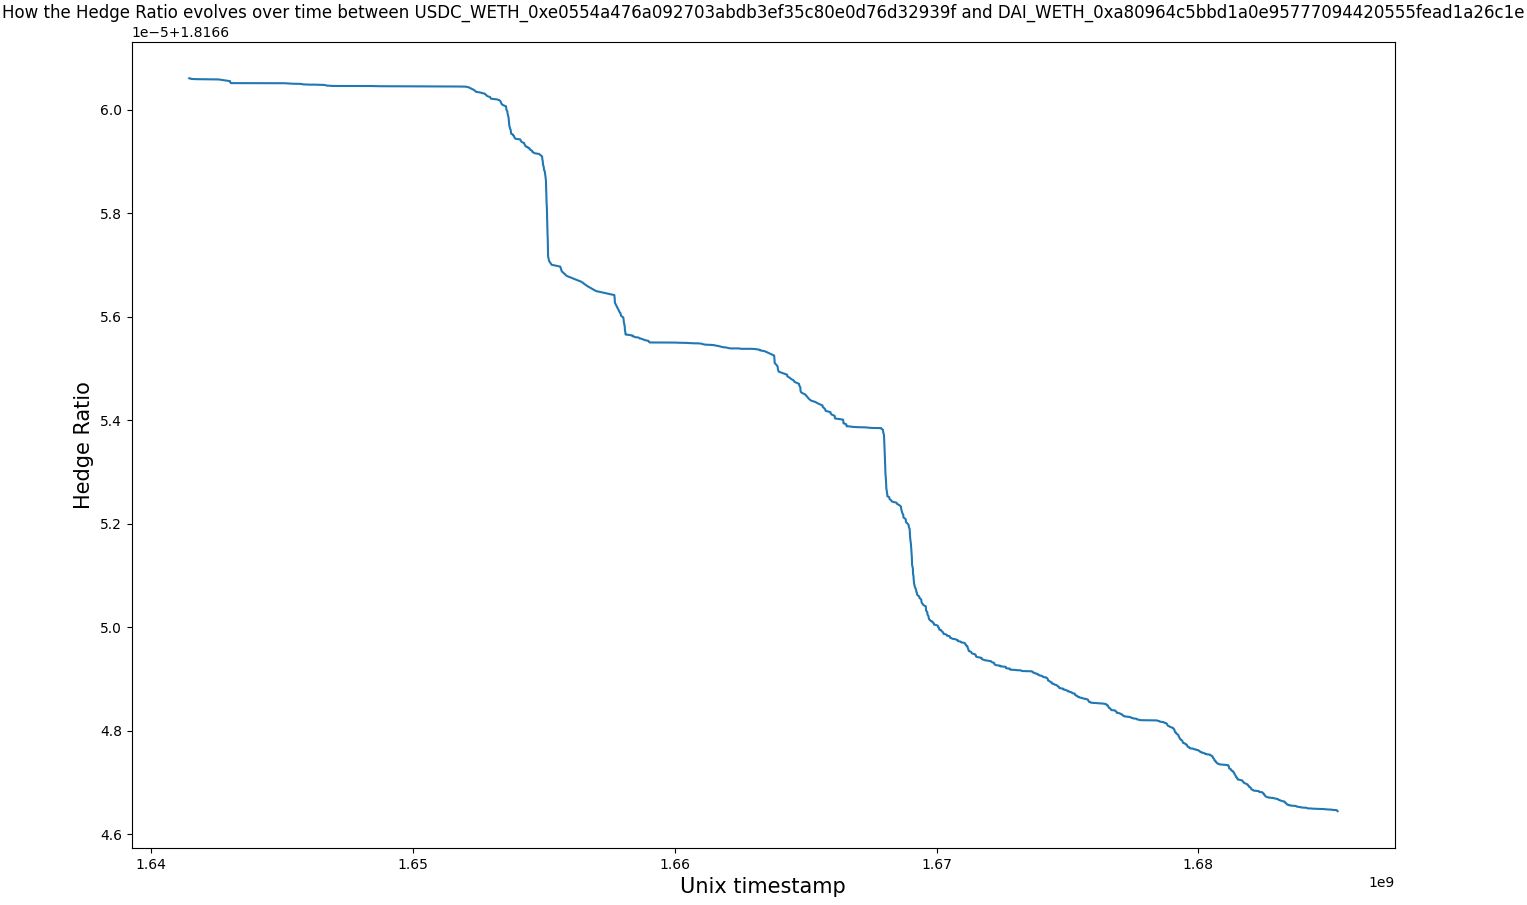 How the Hedge Ratio evolves over time between USDC_WETH_0xe0554a476a092703abdb3ef35c80e0d76d32939f and DAI_WETH_0xa80964c5bbd1a0e95777094420555fead1a26c1e
1e−5+1.8166
6.0
5.8
5.6
5.4
5.2
5.0
4.8
4.6
Hedge Ratio
1.64 1.65 1.66 1.67 1.68
1e9
Unix timestamp